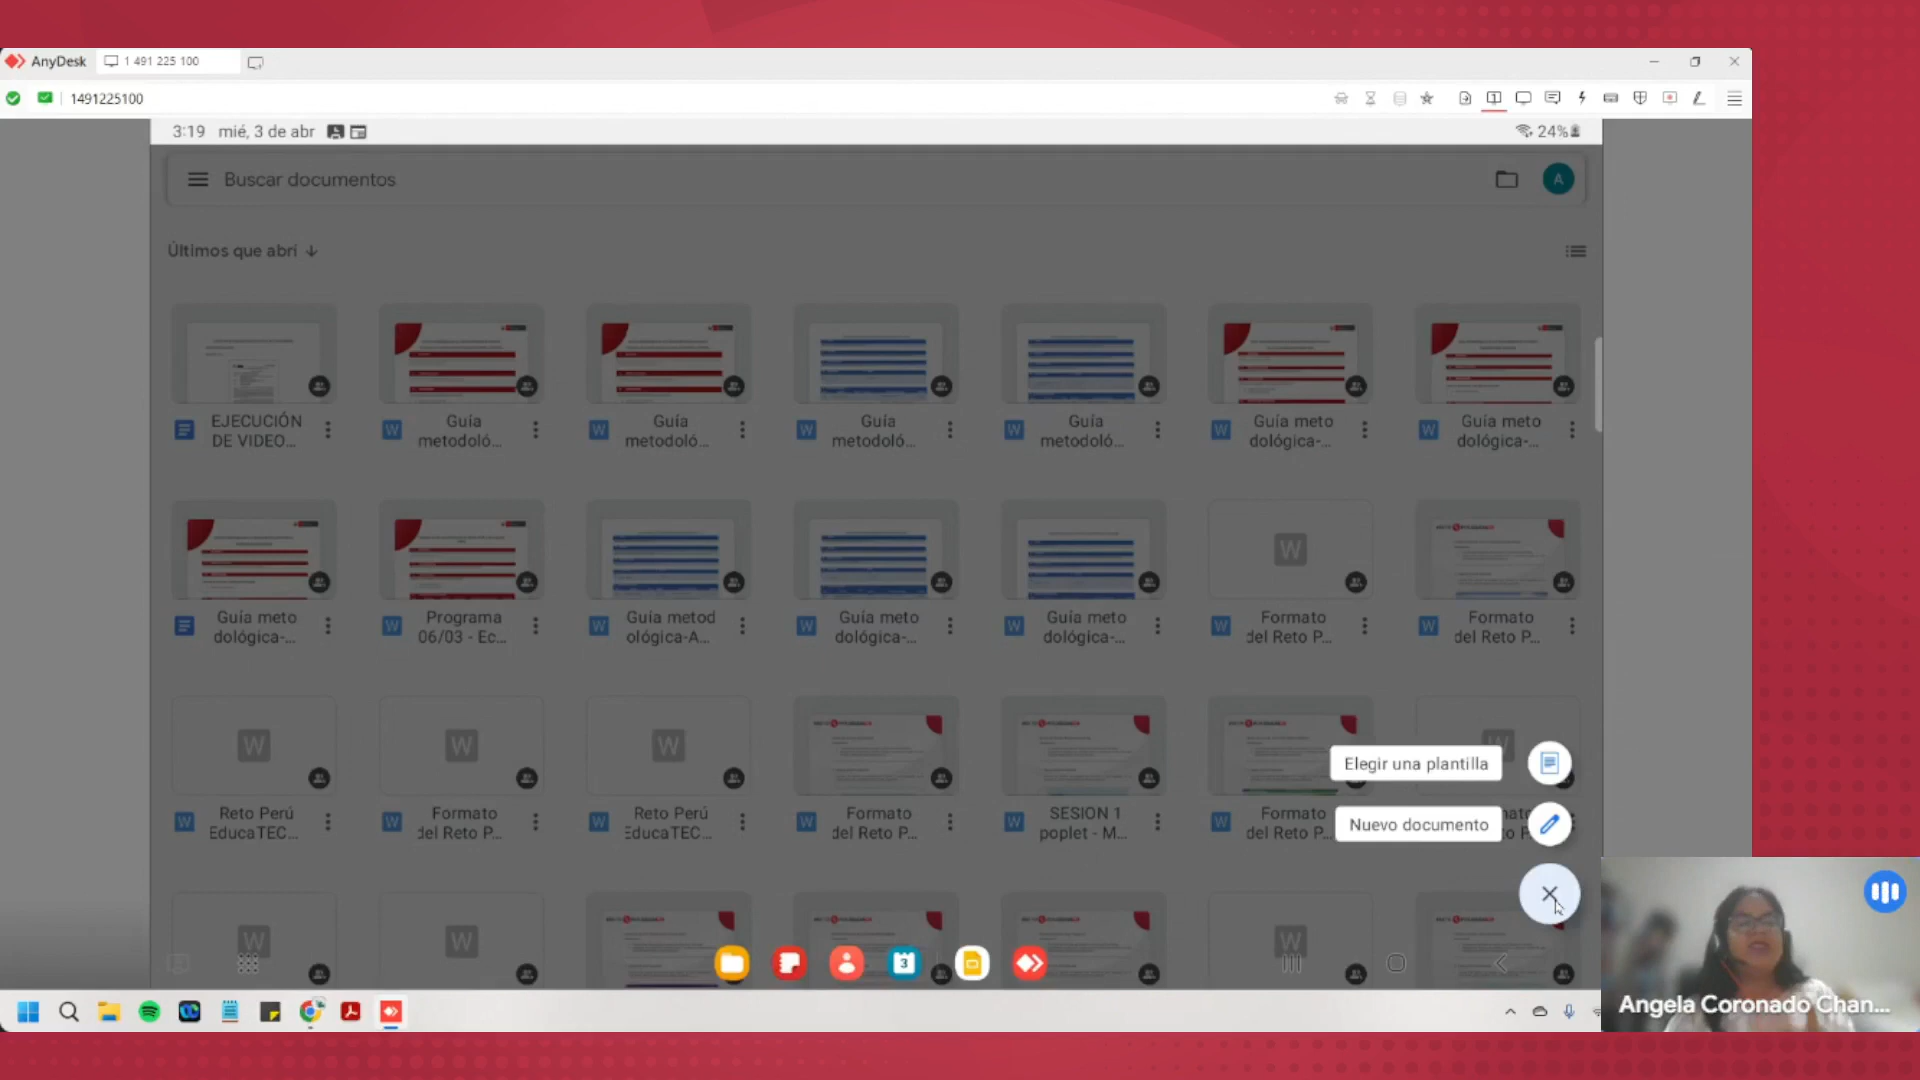 AnyDesk
1 491 225 100
1491225100
3:19 mié, 3 de abr
24%
Buscar documentos
A
Últimos que abrí
EJECUCIÓN
DE VIDEO...
Guía
metodoló...
Guía
metodoló...
Guía
metodoló...
Guía
metodoló...
Guía meto
dológica-...
Guía meto
dológica-...
Guía meto
dológica-...
Programa
06/03 - Ec...
Guía metod
ológica-A...
Guía meto
dológica-...
Guía meto
dológica-...
Formato
del Reto P...
Formato
del Reto P...
Reto Perú
EducaTEC...
Formato
del Reto P...
Reto Perú
EducaTEC...
Formato
del Reto P...
SESION 1
poplet - M...
Formato
del Reto P...
Elegir una plantilla
Nuevo documento
3
Angela Coronado Chan...